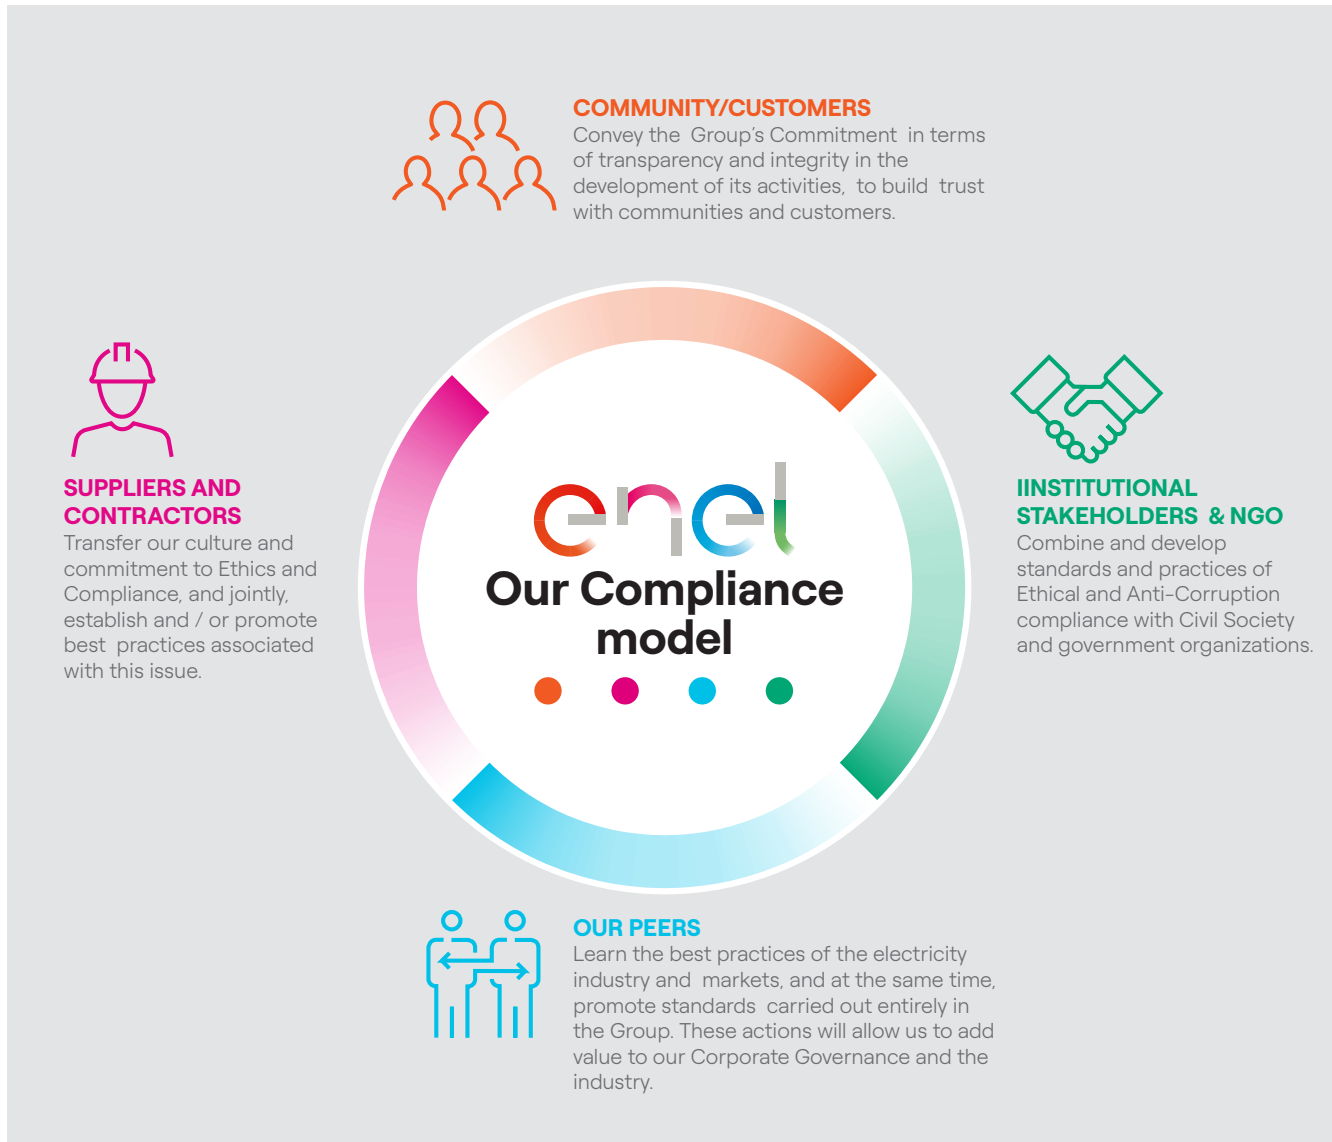 COMMUNITY/CUSTOMERS
Convey the Group's Commitment in terms
of transparency and integrity in the
development of its activities, to build trust
with communities and customers.
SUPPLIERS AND
CONTRACTORS
Transfer our culture and
commitment to Ethics and
Compliance, and jointly,
establish and / or promote
best practices associated
with this issue.
enel
Our Compliance
model
IINSTITUTIONAL
STAKEHOLDERS & NGO
Combine and develop
standards and practices of
Ethical and Anti-Corruption
compliance with Civil Society
and government organizations.
OUR PEERS
Learn the best practices of the electricity
industry and markets, and at the same time,
promote standards carried out entirely in
the Group. These actions will allow us to add
value to our Corporate Governance and the
industry.